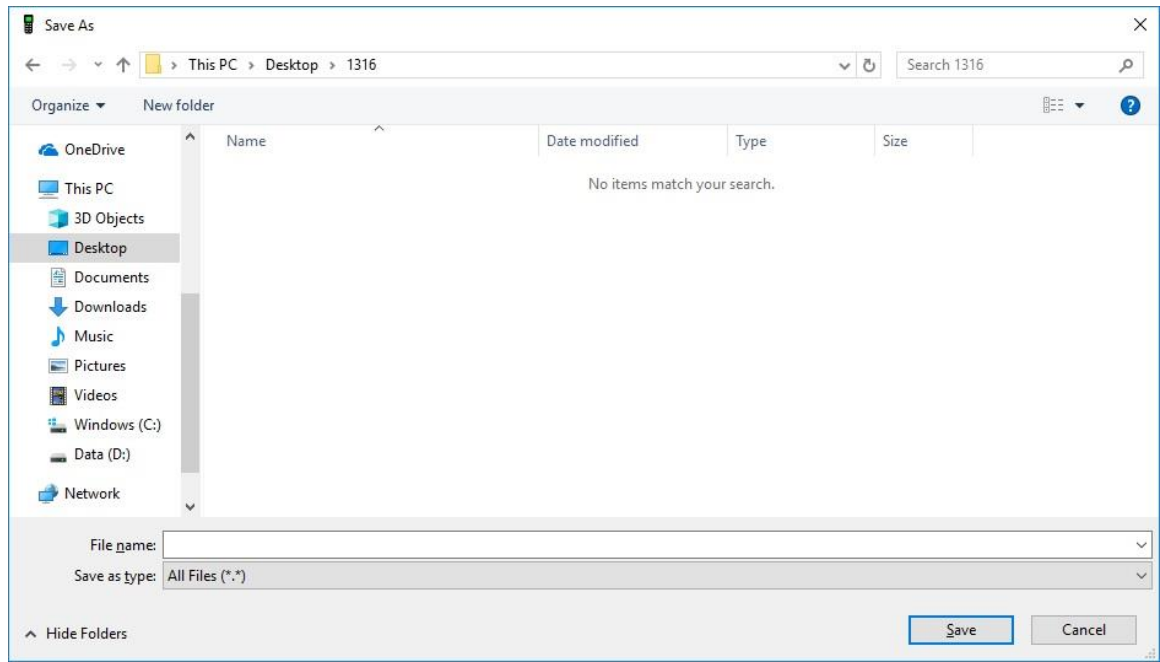 Save As
This PC > Desktop > 1316
Search 1316
Organize
New folder
Name
Date modified
Type
Size
No items match your search.
OneDrive
This PC
3D Objects
Desktop
Documents
Downloads
Music
Pictures
Videos
Windows (C:)
Data (D:)
Network
File name:
Save as type: All Files (*.*)
Hide Folders
Save
Cancel